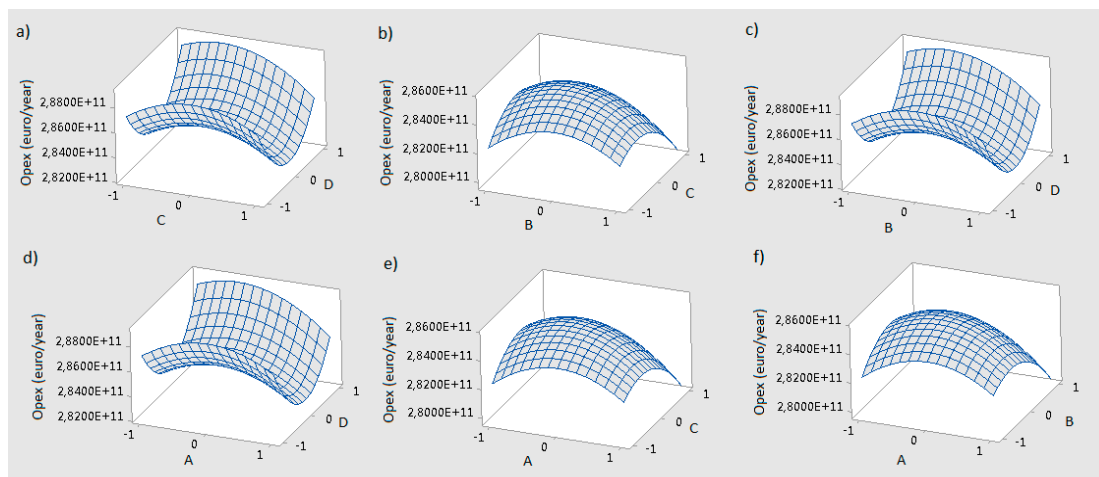 a)
Opex (euro/year)
2,8800E+11
2,8600E+11
2,8400E+11
2,8200E+11
-1
0
1
C
-1
0
1
D
b)
Opex (euro/year)
2,8600E+11
2,8400E+11
2,8200E+11
2,8000E+11
-1
0
1
B
-1
0
1
C
c)
Opex (euro/year)
2,8800E+11
2,8600E+11
2,8400E+11
2,8200E+11
-1
0
1
B
-1
0
1
D
d)
Opex (euro/year)
2,8800E+11
2,8600E+11
2,8400E+11
2,8200E+11
-1
0
1
A
-1
0
1
D
e)
Opex (euro/year)
2,8600E+11
2,8400E+11
2,8200E+11
2,8000E+11
-1
0
1
A
-1
0
1
C
f)
Opex (euro/year)
2,8600E+11
2,8400E+11
2,8200E+11
2,8000E+11
-1
0
1
A
-1
0
1
B